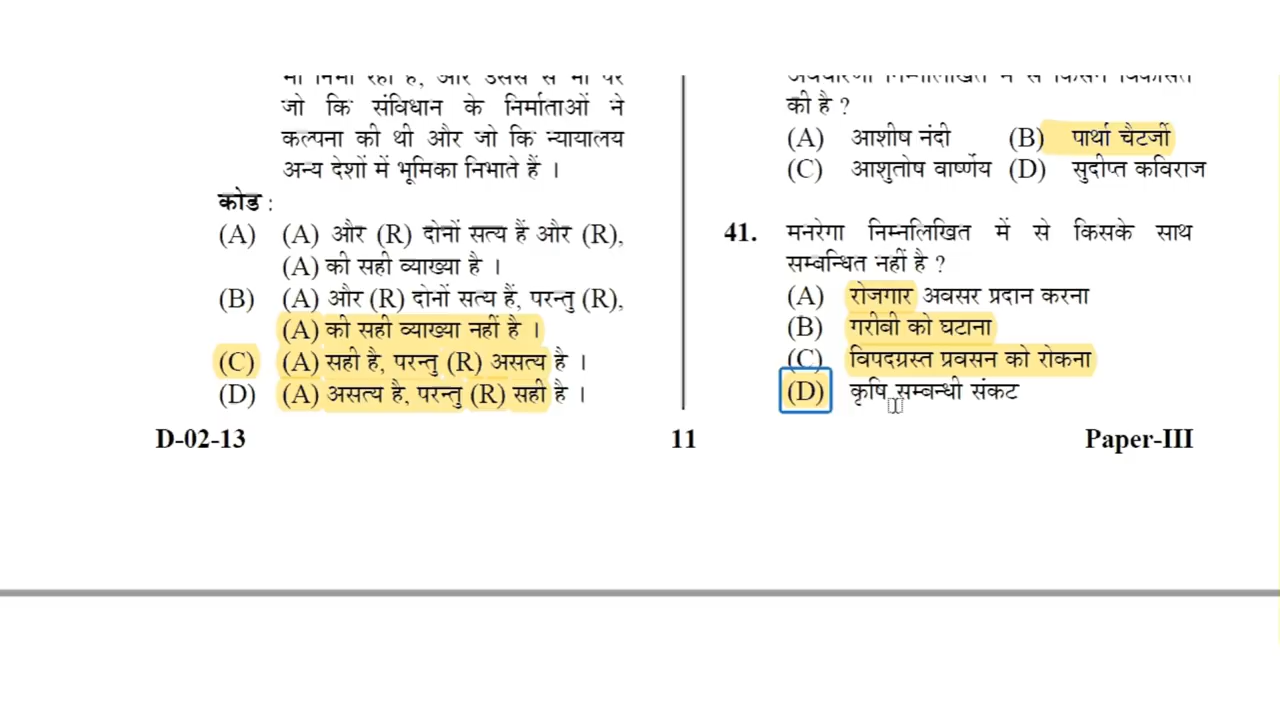 जो कि संविधान के निर्माताओं ने
कल्पना की थी और जो कि न्यायालय
अन्य देशों में भूमिका निभाते हैं ।
कोड :
(A) (A) और (R) दोनों सत्य हैं और (R),
(A) की सही व्याख्या है ।
(B) (A) और (R) दोनों सत्य हैं, परन्तु (R),
(A) की सही व्याख्या नहीं है ।
(C) (A) सही है, परन्तु (R) असत्य है ।
(D) (A) असत्य है, परन्तु (R) सही है ।
की है ?
(A) आशीष नंदी (B) पार्था चैटर्जी
(C) आशुतोष वार्ष्णेय (D) सुदीप्त कविराज
41. मनरेगा निम्नलिखित में से किसके साथ
सम्बन्धित नहीं है ?
(A) रोजगार अवसर प्रदान करना
(B) गरीबी को घटाना
(C) विपदग्रस्त प्रवसन को रोकना
(D) कृषि सम्बन्धी संकट
D-02-13 11 Paper-III